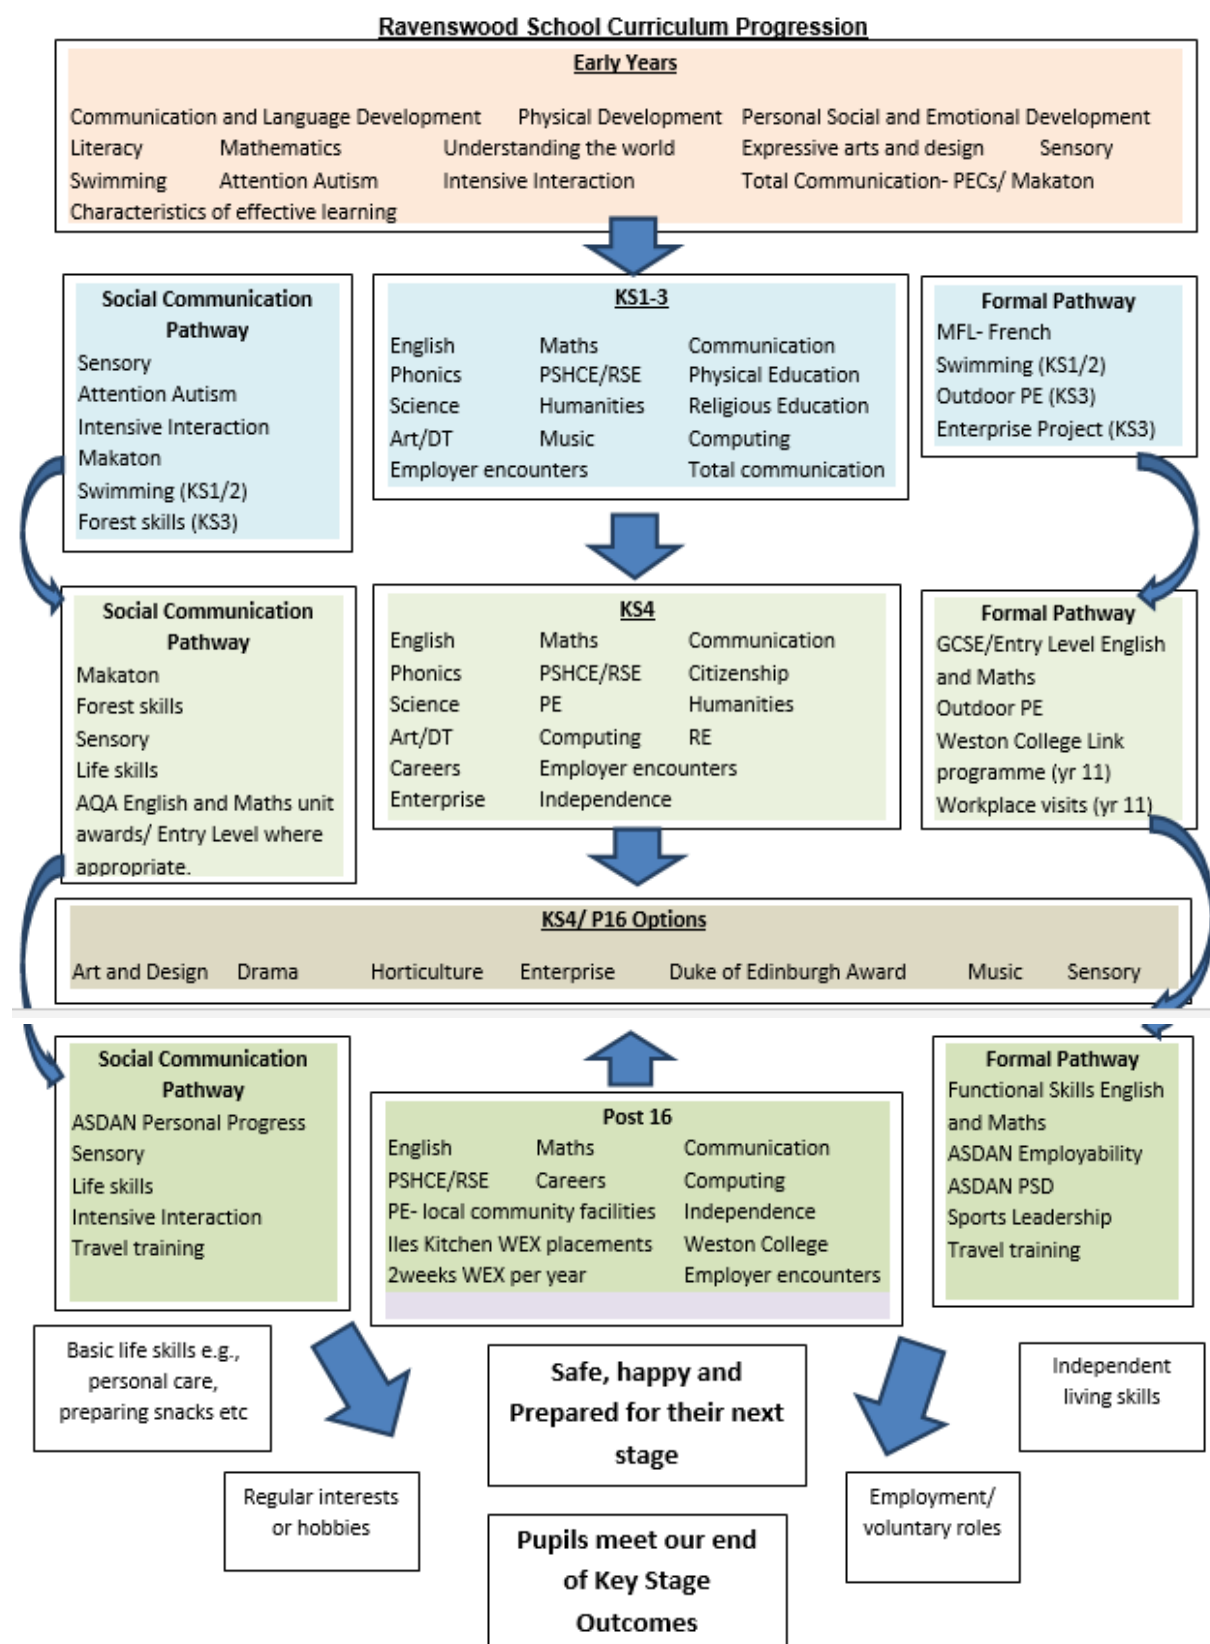 Ravenswood School Curriculum Progression
Early Years
Communication and Language Development Physical Development Personal Social and Emotional Development
Literacy Mathematics Understanding the world Expressive arts and design Sensory
Swimming Attention Autism Intensive Interaction Total Communication- PECs/ Makaton
Characteristics of effective learning
Social Communication
Pathway
Sensory
Attention Autism
Intensive Interaction
Makaton
Swimming (KS1/2)
Forest skills (KS3)
KS1-3
English Maths Communication
Phonics PSHCE/RSE Physical Education
Science Humanities Religious Education
Art/DT Music Computing
Employer encounters Total communication
Formal Pathway
MFL- French
Swimming (KS1/2)
Outdoor PE (KS3)
Enterprise Project (KS3)
Social Communication
Pathway
Makaton
Forest skills
Sensory
Life skills
AQA English and Maths unit
awards/ Entry Level where
appropriate.
KS4
English Maths Communication
Phonics PSHCE/RSE Citizenship
Science PE Humanities
Art/DT Computing RE
Careers Employer encounters
Enterprise Independence
Formal Pathway
GCSE/Entry Level English
and Maths
Outdoor PE
Weston College Link
programme (yr 11)
Workplace visits (yr 11)
KS4/ P16 Options
Art and Design Drama Horticulture Enterprise Duke of Edinburgh Award Music Sensory
Social Communication
Pathway
ASDAN Personal Progress
Sensory
Life skills
Intensive Interaction
Travel training
Post 16
English Maths Communication
PSHCE/RSE Careers Computing
PE- local community facilities Independence
Iles Kitchen WEX placements Weston College
2weeks WEX per year Employer encounters
Formal Pathway
Functional Skills English
and Maths
ASDAN Employability
ASDAN PSD
Sports Leadership
Travel training
Basic life skills e.g.,
personal care,
preparing snacks etc
Safe, happy and
Prepared for their next
stage
Independent
living skills
Regular interests
or hobbies
Employment/
voluntary roles
Pupils meet our end
of Key Stage
Outcomes